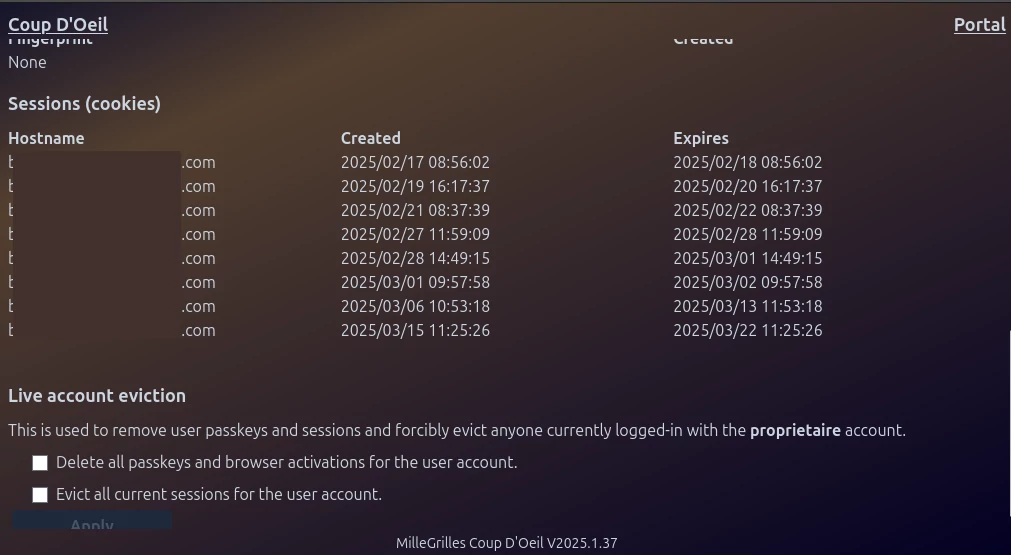 Coup D'Oeil Portal
Fingerprint Created
None
Sessions (cookies)
Hostname Created Expires
.com 2025/02/17 08:56:02 2025/02/18 08:56:02
.com 2025/02/19 16:17:37 2025/02/20 16:17:37
.com 2025/02/21 08:37:39 2025/02/22 08:37:39
.com 2025/02/27 11:59:09 2025/02/28 11:59:09
.com 2025/02/28 14:49:15 2025/03/01 14:49:15
.com 2025/03/01 09:57:58 2025/03/02 09:57:58
.com 2025/03/06 10:53:18 2025/03/13 11:53:18
.com 2025/03/15 11:25:26 2025/03/22 11:25:26
Live account eviction
This is used to remove user passkeys and sessions and forcibly evict anyone currently logged-in with the proprietaire account.
Delete all passkeys and browser activations for the user account.
Evict all current sessions for the user account.
Apply
MilleGrilles Coup D'Oeil V2025.1.37